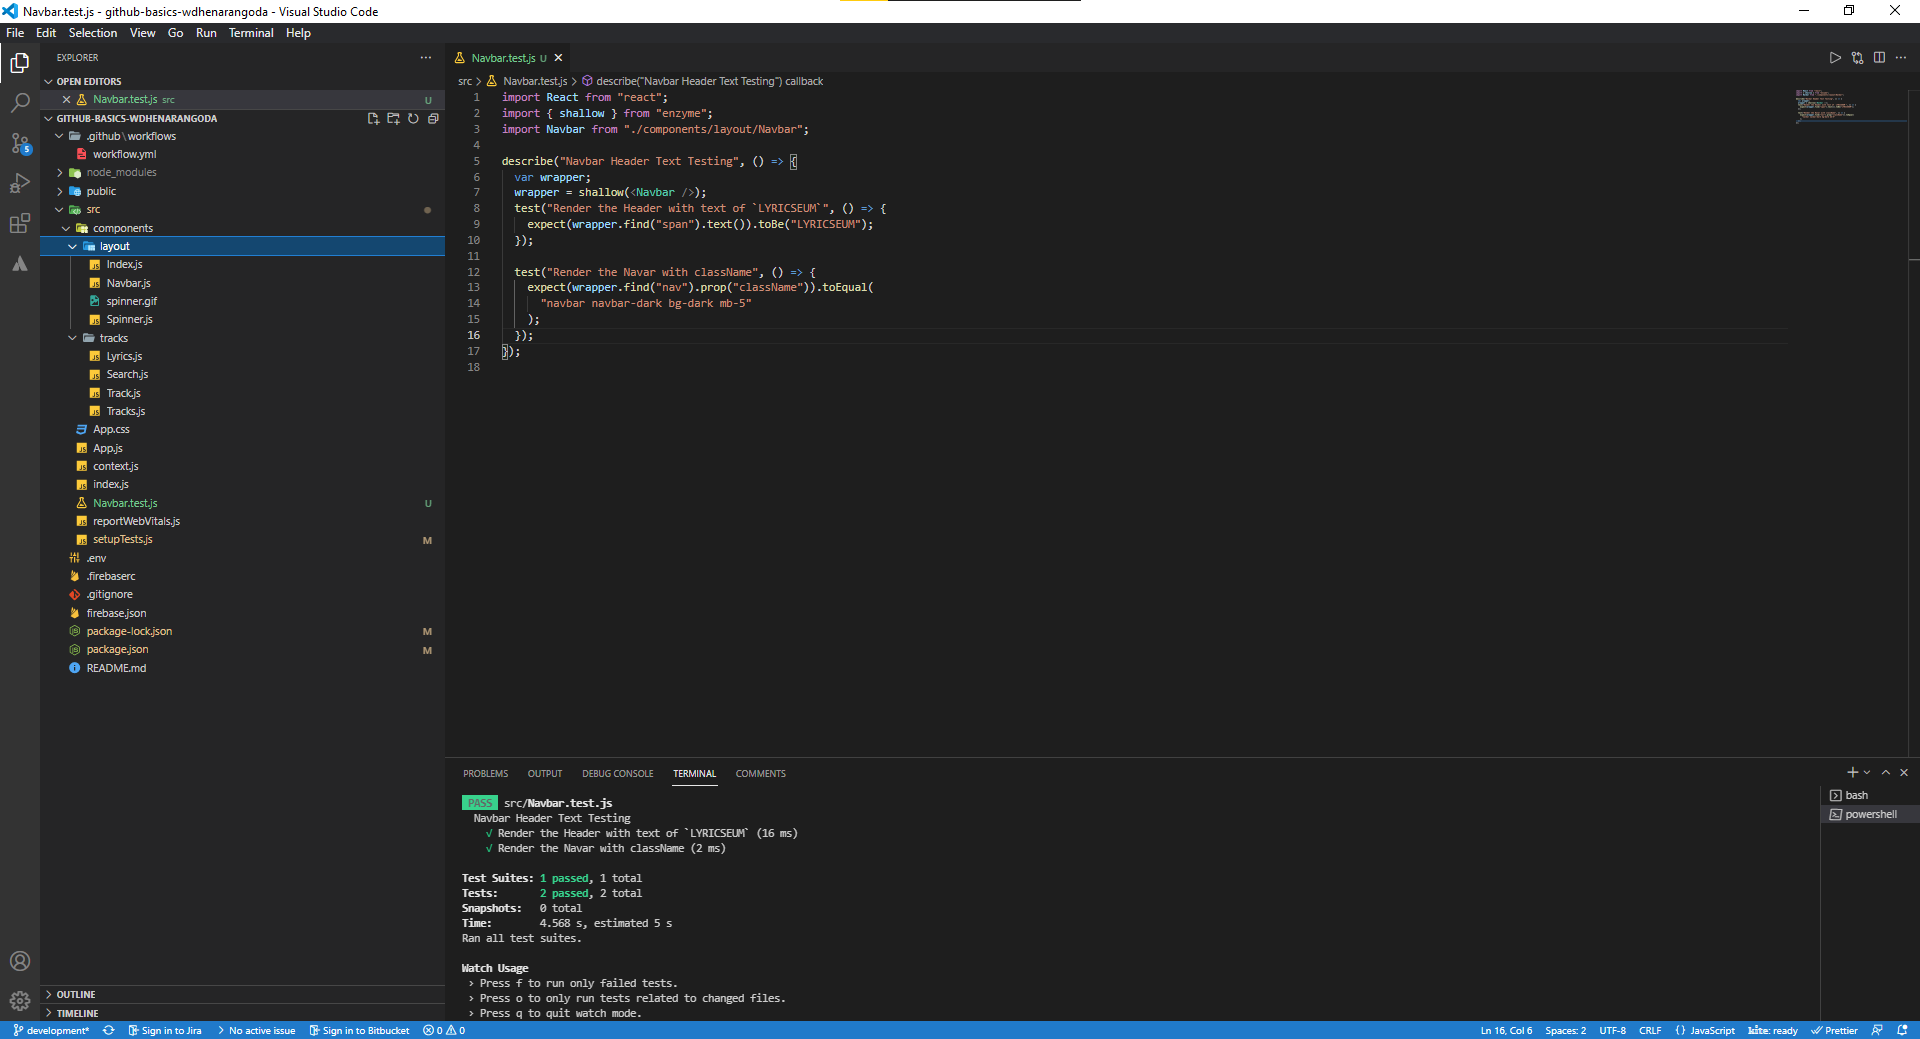 Navbar.test.js - github-basics-wdhenarangoda - Visual Studio Code
File Edit Selection View Go Run Terminal Help
EXPLORER
OPEN EDITORS
Navbar.test.js src U
GITHUB-BASICS-WDHENARANGODA
.github \ workflows
workflow.yml
node_modules
public
src
components
layout
Index.js
Navbar.js
spinner.gif
Spinner.js
tracks
Lyrics.js
Search.js
Track.js
Tracks.js
App.css
App.js
context.js
index.js
Navbar.test.js U
reportWebVitals.js
setupTests.js M
.env
.firebaserc
.gitignore
firebase.json
package-lock.json M
package.json M
README.md
OUTLINE
TIMELINE
Navbar.test.js U
src > Navbar.test.js > describe("Navbar Header Text Testing") callback
1 import React from "react";
2 import { shallow } from "enzyme";
3 import Navbar from "./components/layout/Navbar";
4
5 describe("Navbar Header Text Testing", () => {
6 var wrapper;
7 wrapper = shallow(<Navbar />);
8 test("Render the Header with text of `LYRICSEUM`", () => {
9 expect(wrapper.find("span").text()).toBe("LYRICSEUM");
10 });
11
12 test("Render the Navar with className", () => {
13 expect(wrapper.find("nav").prop("className")).toEqual(
14 "navbar navbar-dark bg-dark mb-5"
15 );
16 });
17 });
18
PROBLEMS OUTPUT DEBUG CONSOLE TERMINAL COMMENTS
PASS src/Navbar.test.js
Navbar Header Text Testing
√ Render the Header with text of `LYRICSEUM` (16 ms)
√ Render the Navar with className (2 ms)
Test Suites: 1 passed, 1 total
Tests: 2 passed, 2 total
Snapshots: 0 total
Time: 4.568 s, estimated 5 s
Ran all test suites.
Watch Usage
› Press f to run only failed tests.
› Press o to only run tests related to changed files.
› Press q to quit watch mode.
bash
powershell
5
development* Sign in to Jira No active issue Sign in to Bitbucket 0 0 Ln 16, Col 6 Spaces: 2 UTF-8 CRLF {} JavaScript kite: ready Prettier